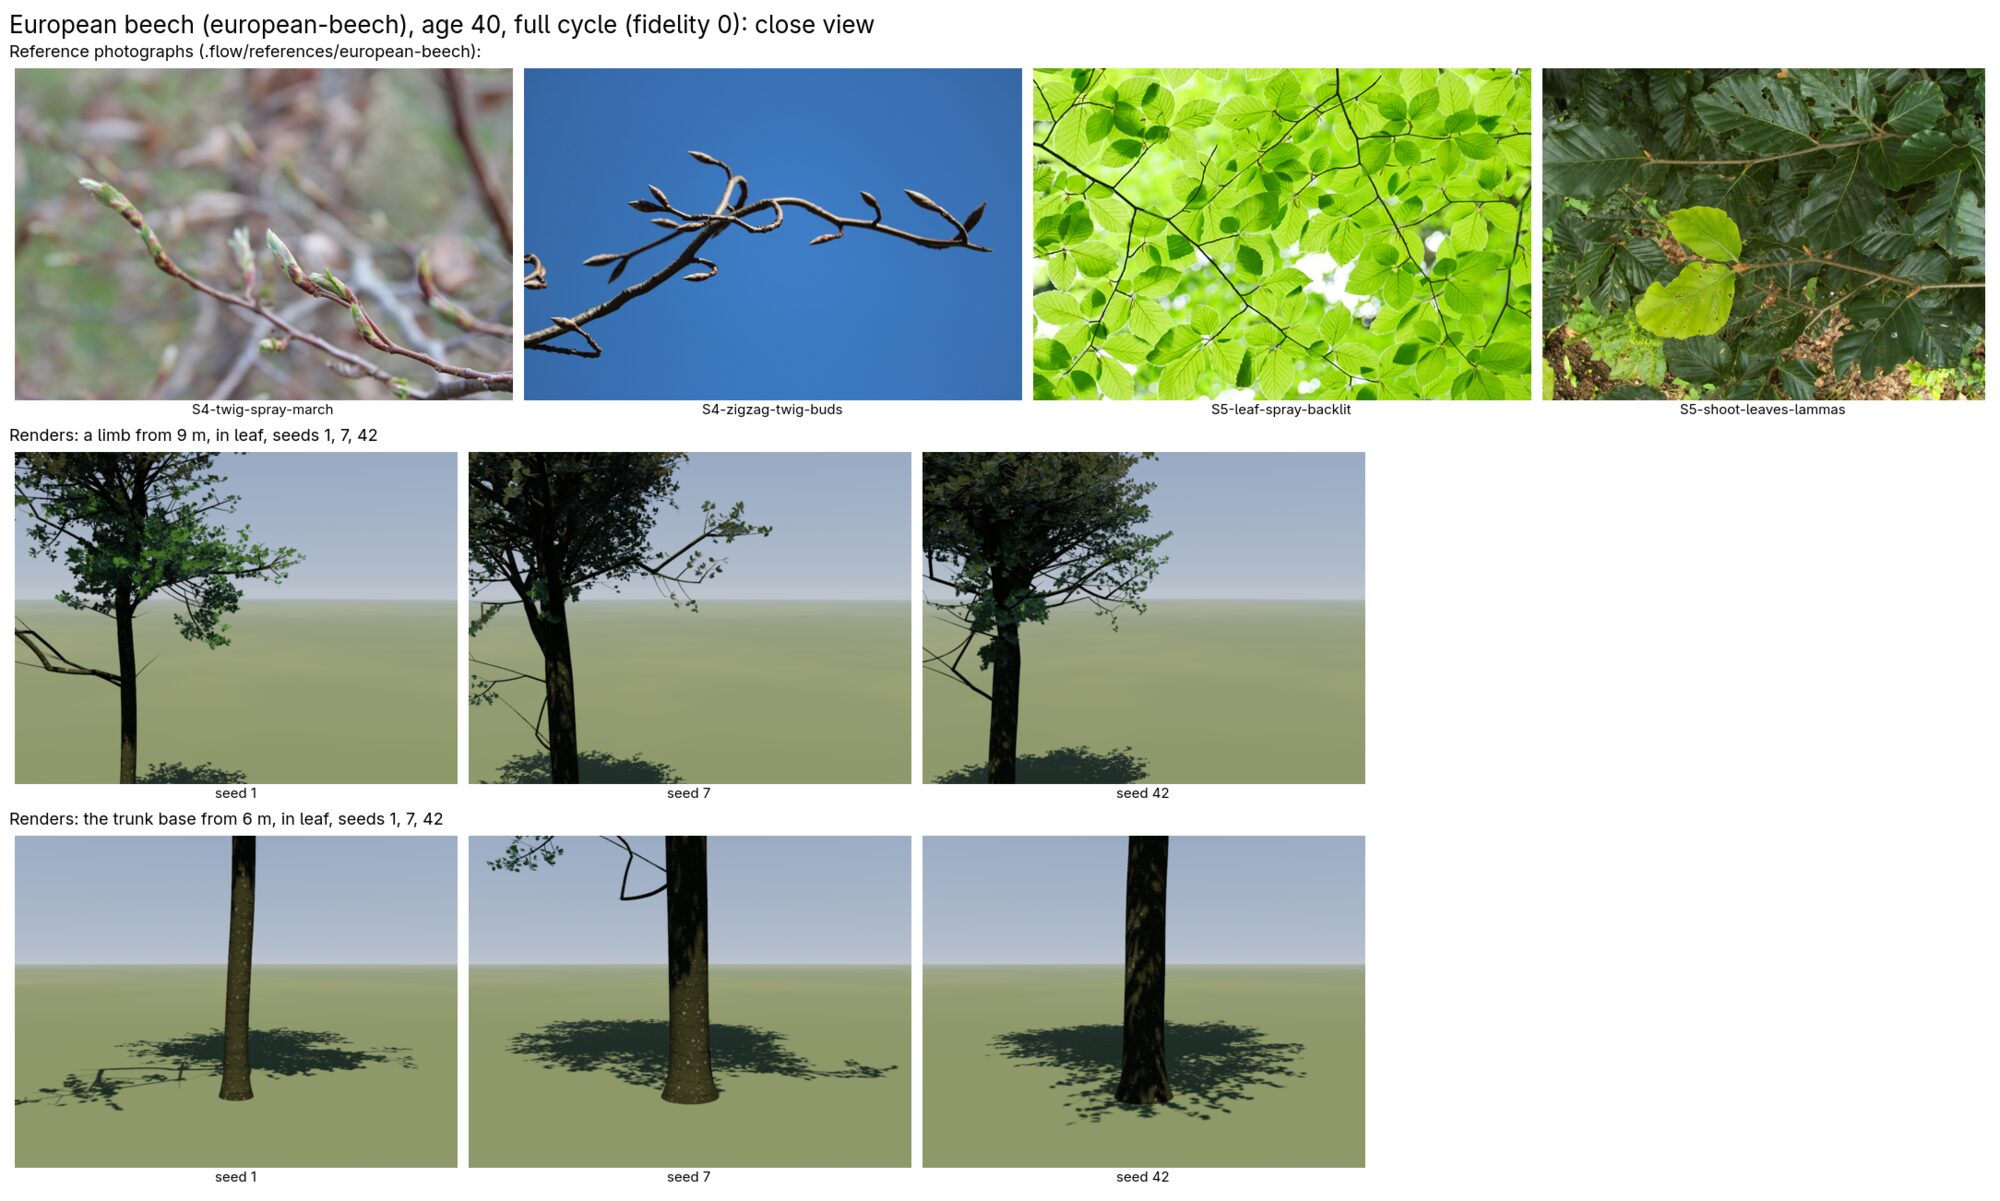 European beech (european-beech), age 40, full cycle (fidelity 0): close view
Reference photographs (.flow/references/european-beech):
S4-twig-spray-march
S4-zigzag-twig-buds
S5-leaf-spray-backlit
S5-shoot-leaves-lammas
Renders: a limb from 9 m, in leaf, seeds 1, 7, 42
seed 1
seed 7
seed 42
Renders: the trunk base from 6 m, in leaf, seeds 1, 7, 42
seed 1
seed 7
seed 42